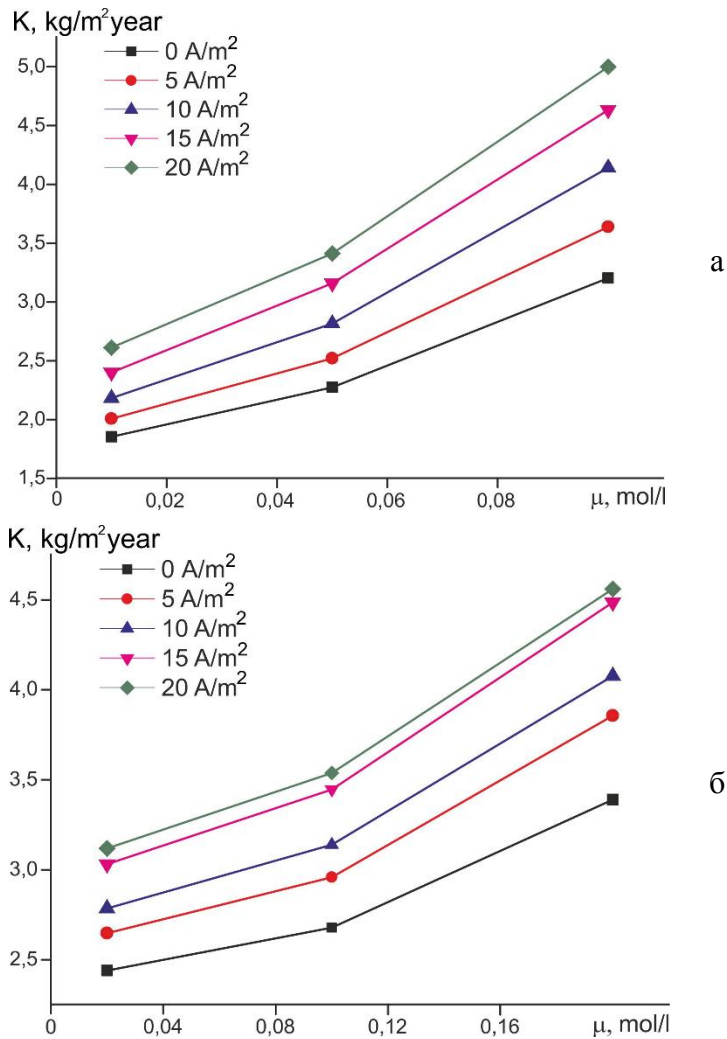 K, kg/m²year
0 A/m²
5 A/m²
10 A/m²
15 A/m²
20 A/m²
5,0
4,5
4,0
3,5
3,0
2,5
2,0
1,5
0 0,02 0,04 0,06 0,08 μ, mol/l
а
K, kg/m²year
0 A/m²
5 A/m²
10 A/m²
15 A/m²
20 A/m²
4,5
4,0
3,5
3,0
2,5
0 0,04 0,08 0,12 0,16 μ, mol/l
б